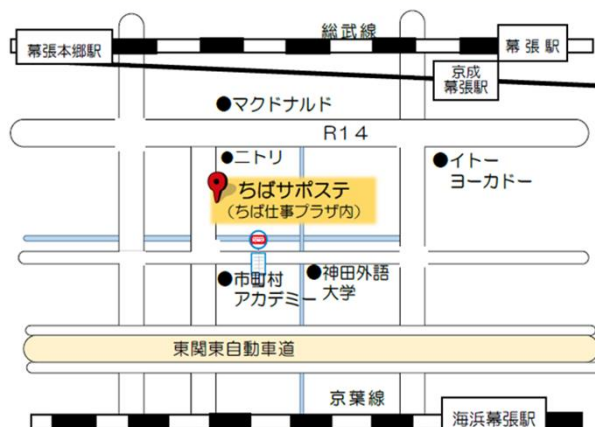 総武線
幕張本郷駅
幕張駅
京成
幕張駅
●マクドナルド
R14
●ニトリ
●イトー
ヨーカドー
ちばサポステ
（ちば仕事プラザ内）
●市町村
アカデミー
●神田外語
大学
東関東自動車道
京葉線
海浜幕張駅